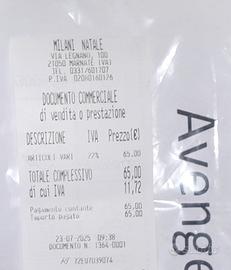 MILANI NATALE
VIA LEGNANO, 100
21050 MARNATE (VA)
TEL. 0331/601707
DOCUMENTO COMMERCIALE
di vendita o prestazione
DESCRIZIONE IVA Prezzo(€)
ARTICOLI VARI 22% 65,00
TOTALE COMPLESSIVO 65,00
di cui IVA 11,72
Pagamento contante 65,00
Importo pagato 65,00
23-07-2025 09:38
DOCUMENTO N. 1364-0001
Avenge